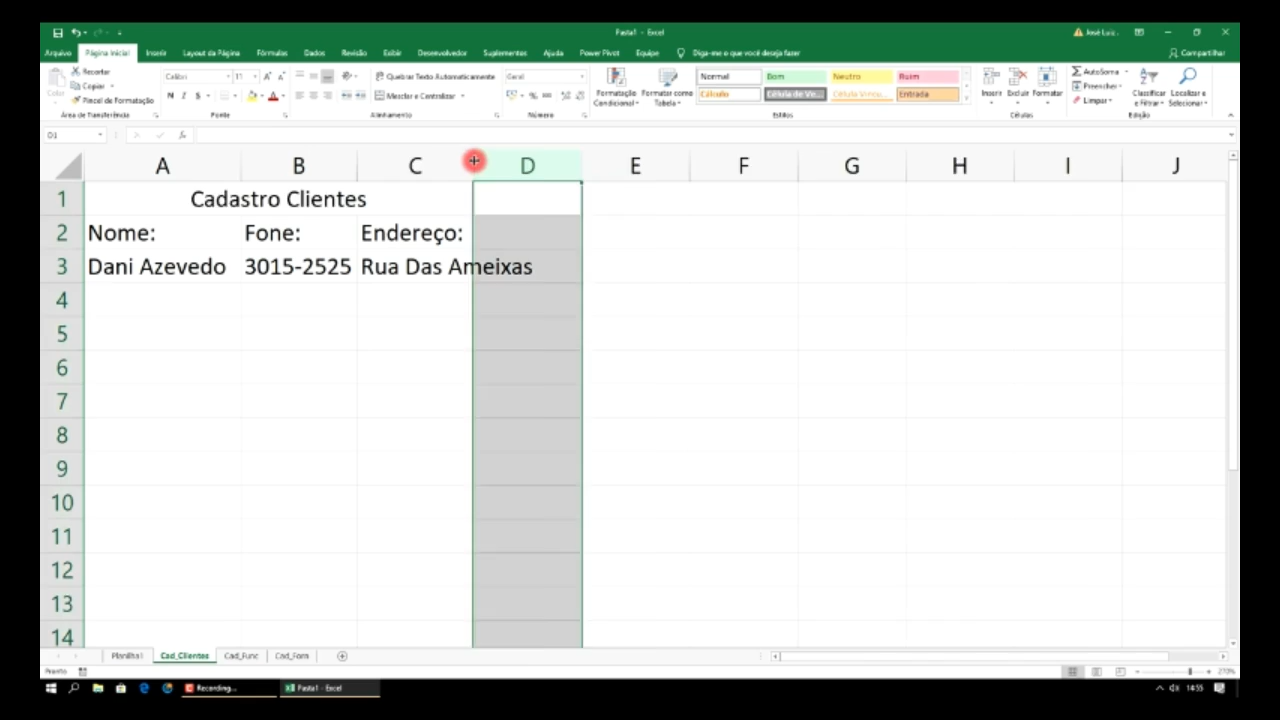 Pasta1 - Excel
José Luiz.
Arquivo Página Inicial Inserir Layout da Página Fórmulas Dados Revisão Exibir Desenvolvedor Suplementos Ajuda Power Pivot Equipe Diga-me o que você deseja fazer Compartilhar
Recortar
Copiar
Pincel de Formatação
Área de Transferência
Calibri 11
N I S
Fonte
Quebrar Texto Automaticamente
Mesclar e Centralizar
Alinhamento
Geral
Número
Formatação Condicional
Formatar como Tabela
Normal Bom Neutro Ruim
Cálculo Célula de Ve... Célula Vincu... Entrada
Estilos
Inserir Excluir Formatar
Células
AutoSoma
Preencher
Limpar
Classificar e Filtrar
Localizar e Selecionar
Edição
D1 fx
A B C D E F G H I J
1 Cadastro Clientes
2 Nome: Fone: Endereço:
3 Dani Azevedo 3015-2525 Rua Das Ameixas
4
5
6
7
8
9
10
11
12
13
14
Planilha1 Cad_Clientes Cad_Func Cad_Forn
Pronto 270%
Recording... Pasta1 - Excel 14:55